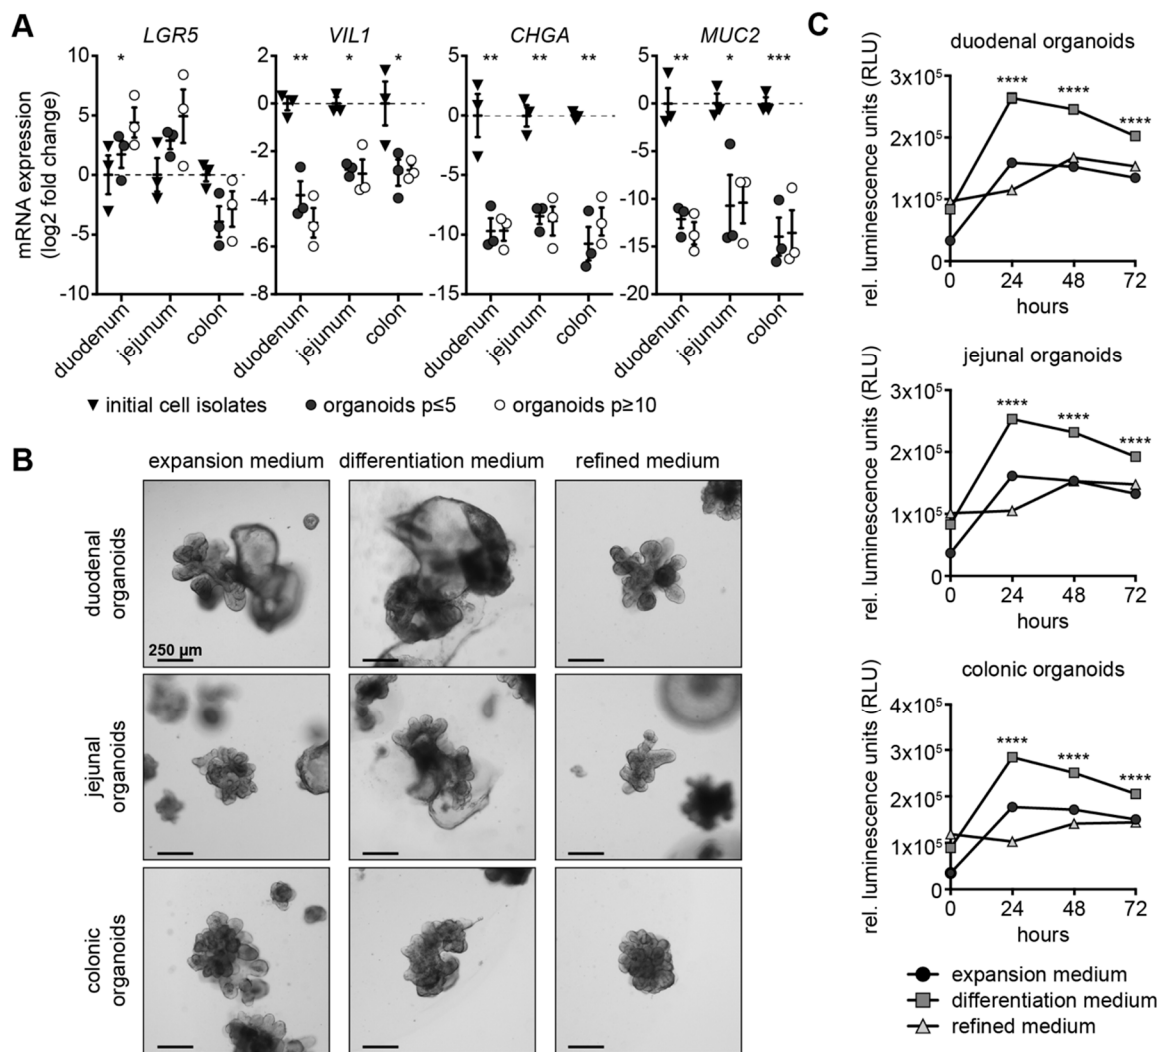 A
LGR5
VIL1
CHGA
MUC2
mRNA expression
(log2 fold change)
10
5
0
-5
-10
*
duodenum
jejunum
colon
2
0
-2
-4
-6
-8
** * *
duodenum
jejunum
colon
5
0
-5
-10
-15
** ** **
duodenum
jejunum
colon
5
0
-5
-10
-15
-20
** * ***
duodenum
jejunum
colon
initial cell isolates
organoids p≤5
organoids p≥10
B
expansion medium
differentiation medium
refined medium
duodenal
organoids
250 µm
jejunal
organoids
colonic
organoids
C
duodenal organoids
rel. luminescence units (RLU)
3x10⁵
2x10⁵
1x10⁵
0
**** **** ****
0 24 48 72
hours
jejunal organoids
rel. luminescence units (RLU)
3x10⁵
2x10⁵
1x10⁵
0
**** **** ****
0 24 48 72
hours
colonic organoids
rel. luminescence units (RLU)
4x10⁵
3x10⁵
2x10⁵
1x10⁵
0
**** **** ****
0 24 48 72
hours
expansion medium
differentiation medium
refined medium